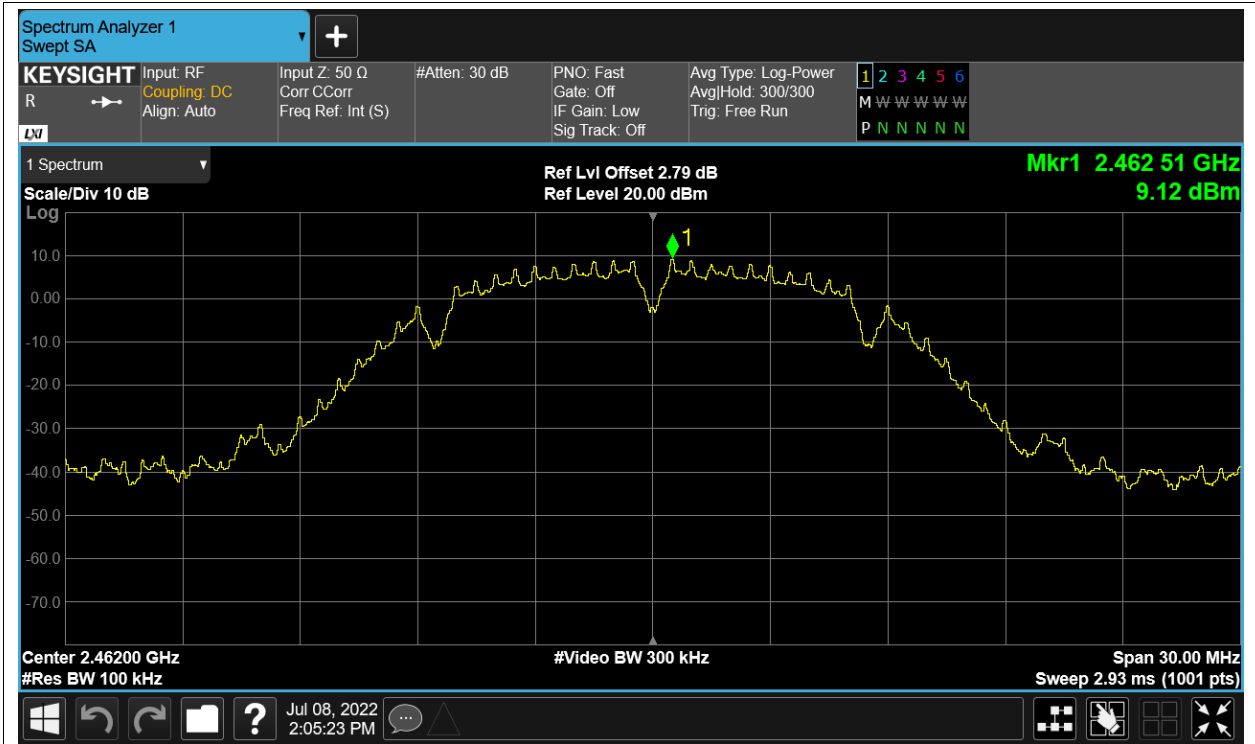 Spectrum Analyzer 1
Swept SA
KEYSIGHT
R
LXI
Input: RF
Coupling: DC
Align: Auto
Input Z: 50 Ω
Corr CCorr
Freq Ref: Int (S)
#Atten: 30 dB
PNO: Fast
Gate: Off
IF Gain: Low
Sig Track: Off
Avg Type: Log-Power
Avg|Hold: 300/300
Trig: Free Run
1 2 3 4 5 6
M W W W W W
P N N N N N
1 Spectrum
Scale/Div 10 dB
Log
Ref Lvl Offset 2.79 dB
Ref Level 20.00 dBm
Mkr1 2.462 51 GHz
9.12 dBm
1
10.0
0.00
-10.0
-20.0
-30.0
-40.0
-50.0
-60.0
-70.0
Center 2.46200 GHz
#Res BW 100 kHz
#Video BW 300 kHz
Span 30.00 MHz
Sweep 2.93 ms (1001 pts)
?
Jul 08, 2022
2:05:23 PM